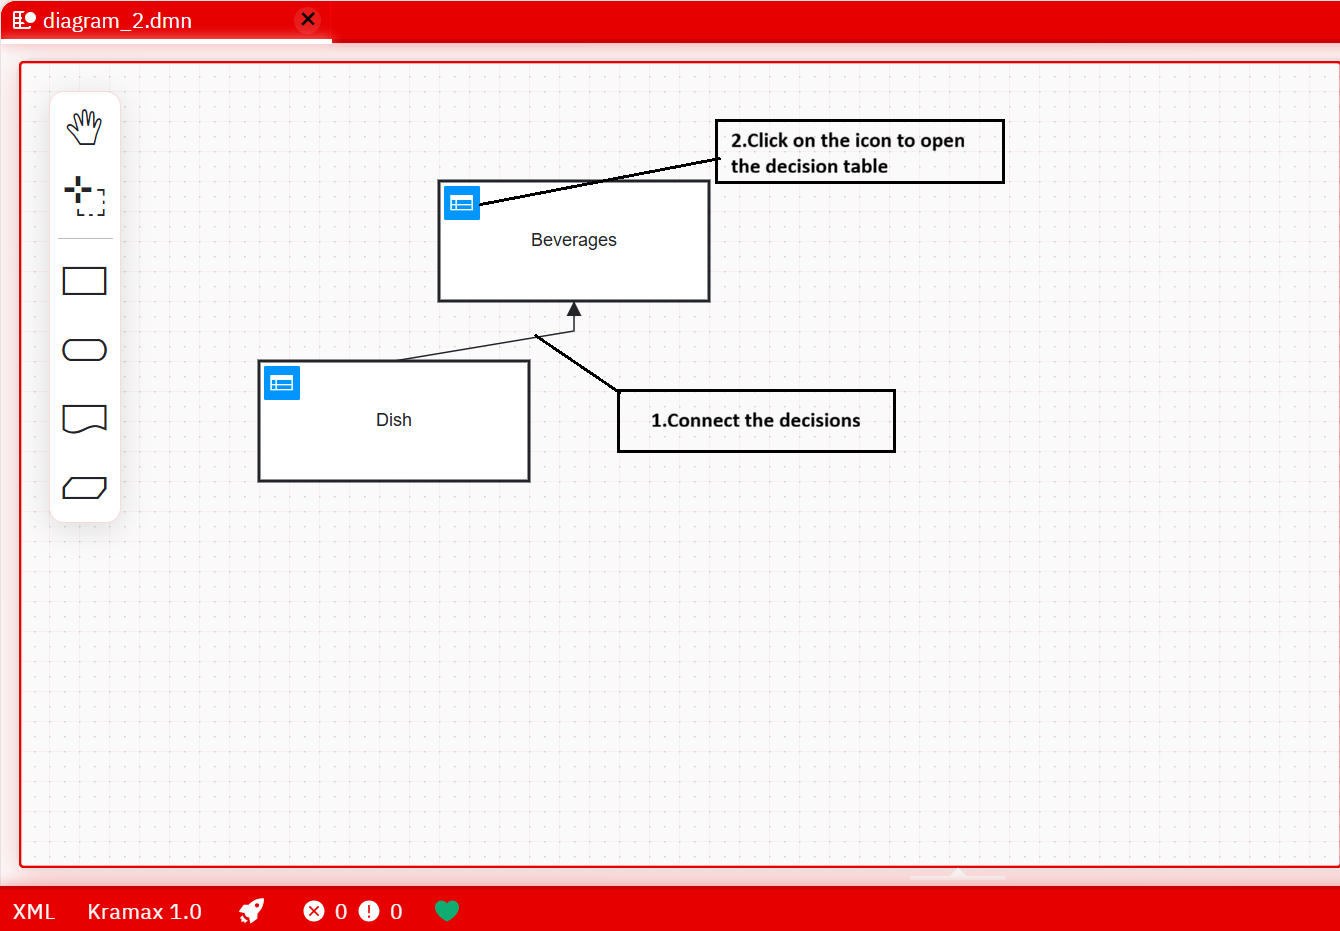 diagram_2.dmn
2.Click on the icon to open
the decision table
Beverages
Dish
1.Connect the decisions
XML Kramax 1.0 0 0